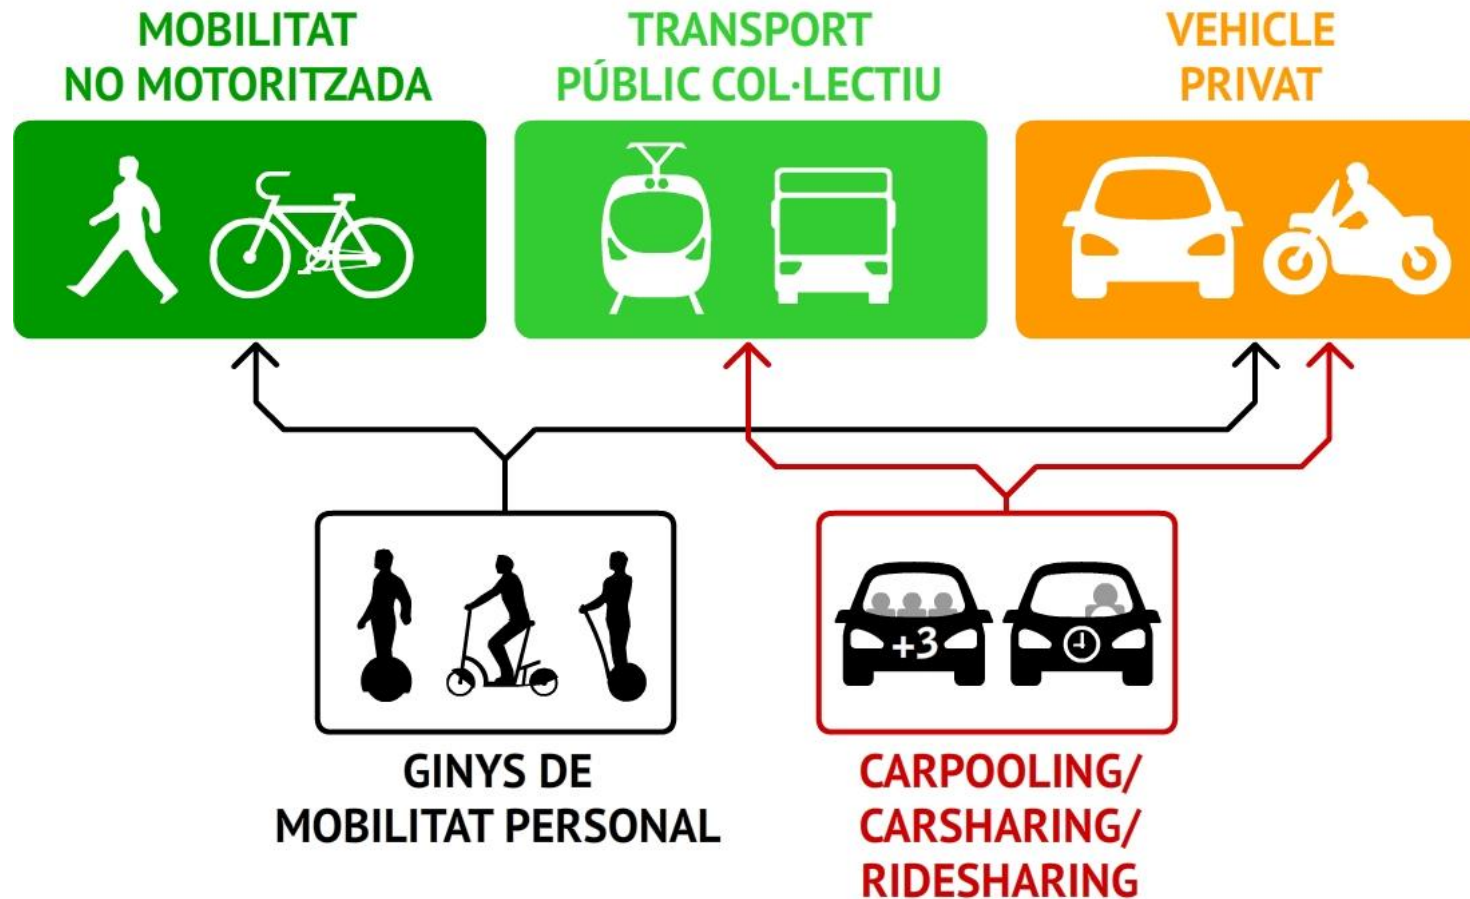 MOBILITAT
NO MOTORITZADA
TRANSPORT
PÚBLIC COL·LECTIU
VEHICLE
PRIVAT
+3
GINYS DE
MOBILITAT PERSONAL
CARPOOLING/
CARSHARING/
RIDESHARING